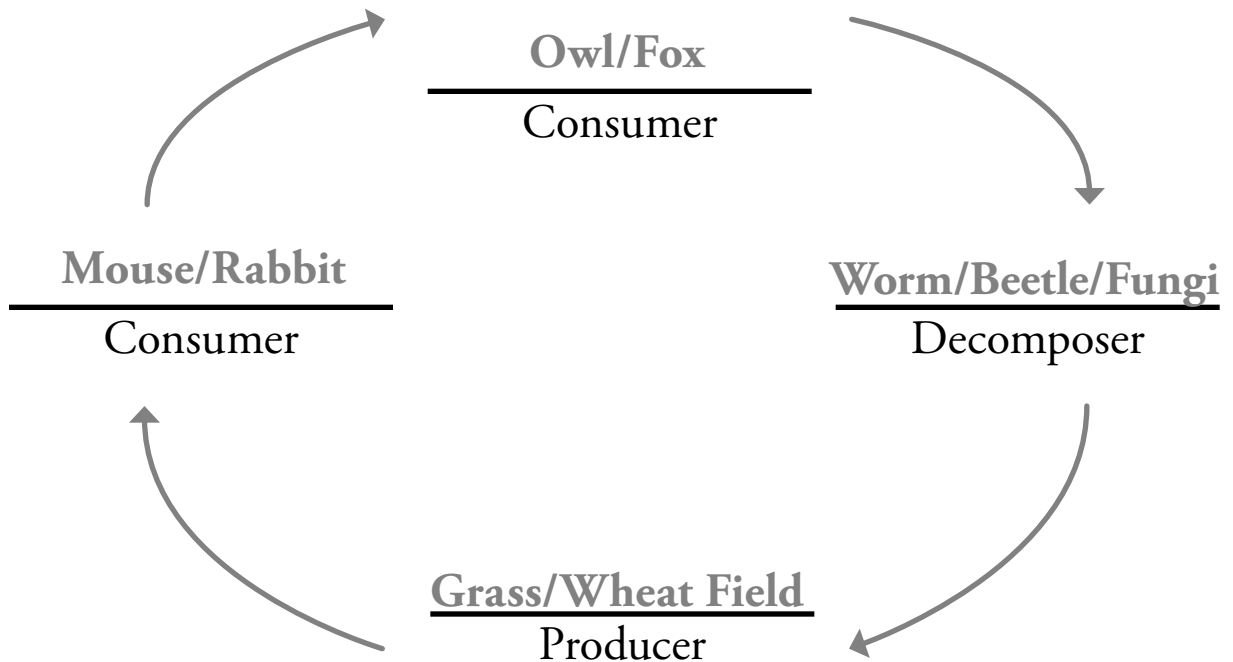 Owl/Fox
Consumer
Mouse/Rabbit
Consumer
Worm/Beetle/Fungi
Decomposer
Grass/Wheat Field
Producer